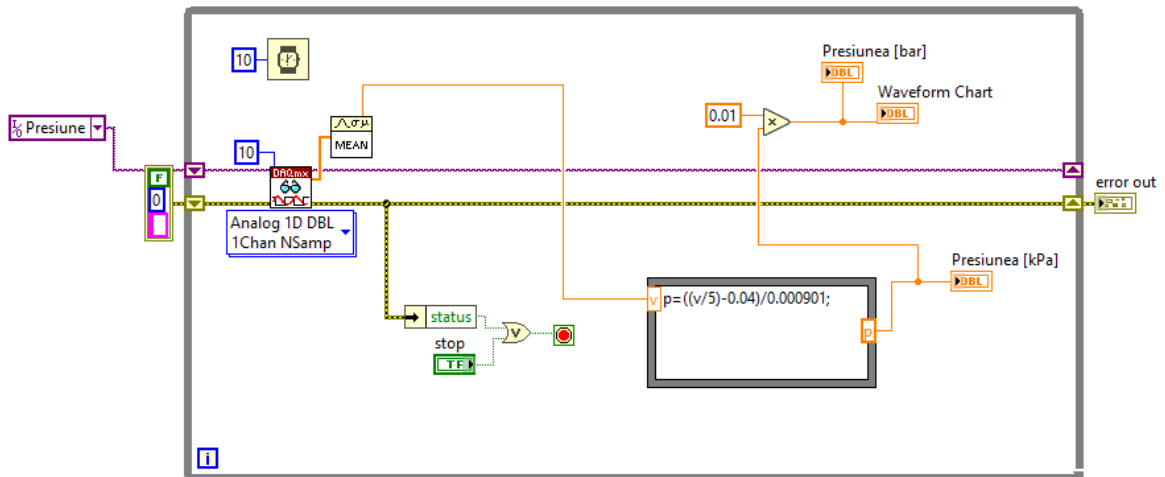 10
Presiunea [bar]
DBL
Waveform Chart
DBL
0.01
×
I/0 Presiune
MEAN
10
DAQmx
F
0
error out
Analog 1D DBL
1Chan NSamp
Presiunea [kPa]
DBL
v
p=((v/5)-0.04)/0.000901;
p
status
V
stop
TF
i